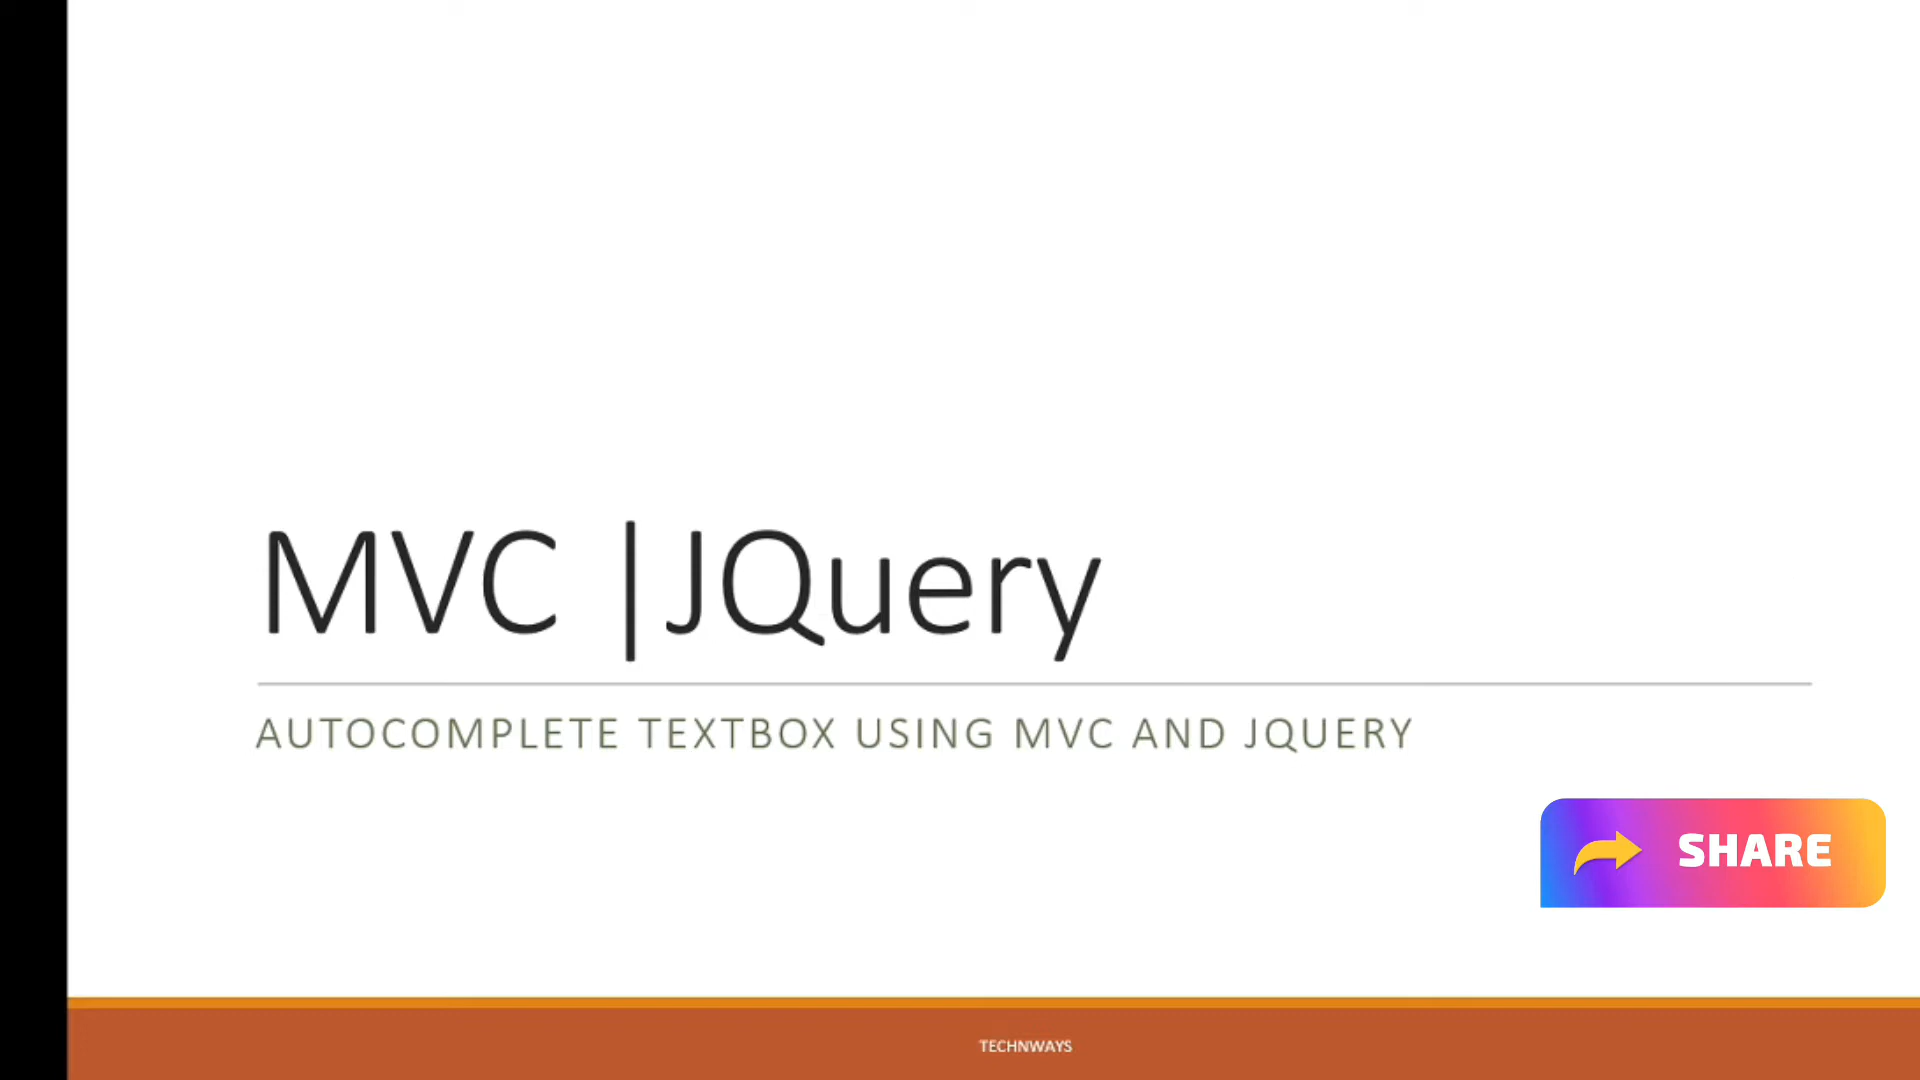 MVC |JQuery
AUTOCOMPLETE TEXTBOX USING MVC AND JQUERY
SHARE
TECHNWAYS